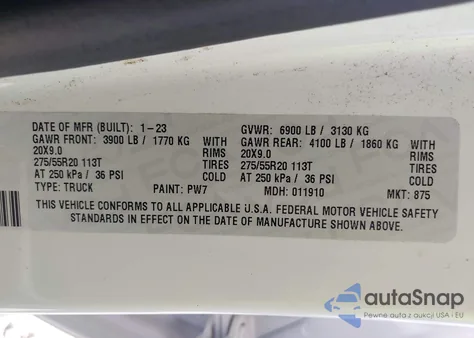 DATE OF MFR (BUILT): 1-23 GVWR: 6900 LB / 3130 KG
GAWR FRONT: 3900 LB / 1770 KG WITH GAWR REAR: 4100 LB / 1860 KG WITH
20X9.0 RIMS 20X9.0 RIMS
275/55R20 113T TIRES 275/55R20 113T TIRES
AT 250 kPa / 36 PSI COLD AT 250 kPa / 36 PSI COLD
TYPE: TRUCK PAINT: PW7 MDH: 011910 MKT: 875
THIS VEHICLE CONFORMS TO ALL APPLICABLE U.S.A. FEDERAL MOTOR VEHICLE SAFETY
STANDARDS IN EFFECT ON THE DATE OF MANUFACTURE SHOWN ABOVE.
autoSnap
Pewne auta z aukcji USA i EU